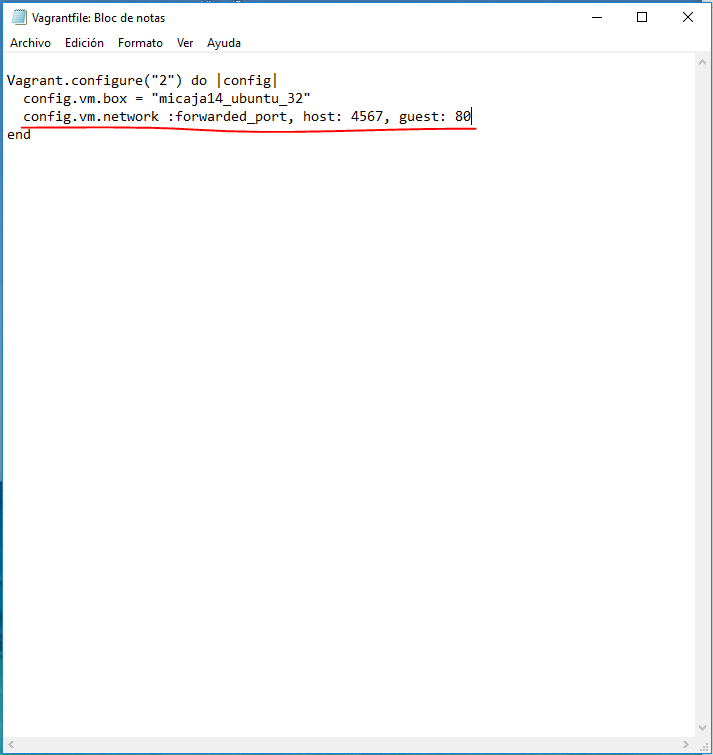 Vagrantfile: Bloc de notas
Archivo Edición Formato Ver Ayuda
Vagrant.configure("2") do |config|
  config.vm.box = "micaja14_ubuntu_32"
  config.vm.network :forwarded_port, host: 4567, guest: 80
end